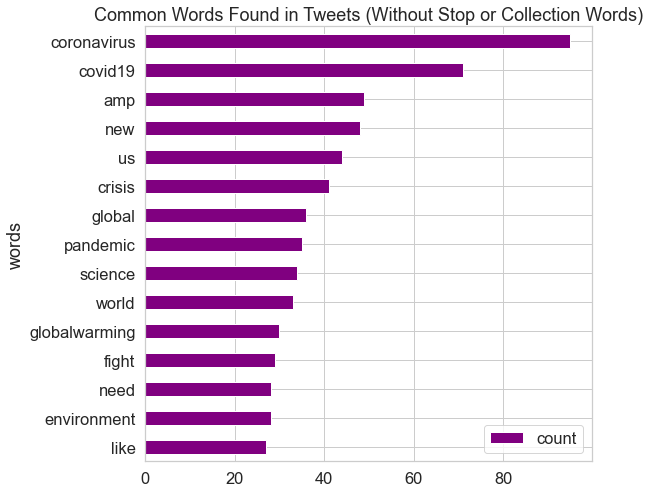 Common Words Found in Tweets (Without Stop or Collection Words)
coronavirus
covid19
amp
new
us
crisis
global
pandemic
science
world
globalwarming
fight
need
environment
like
words
count
0 20 40 60 80